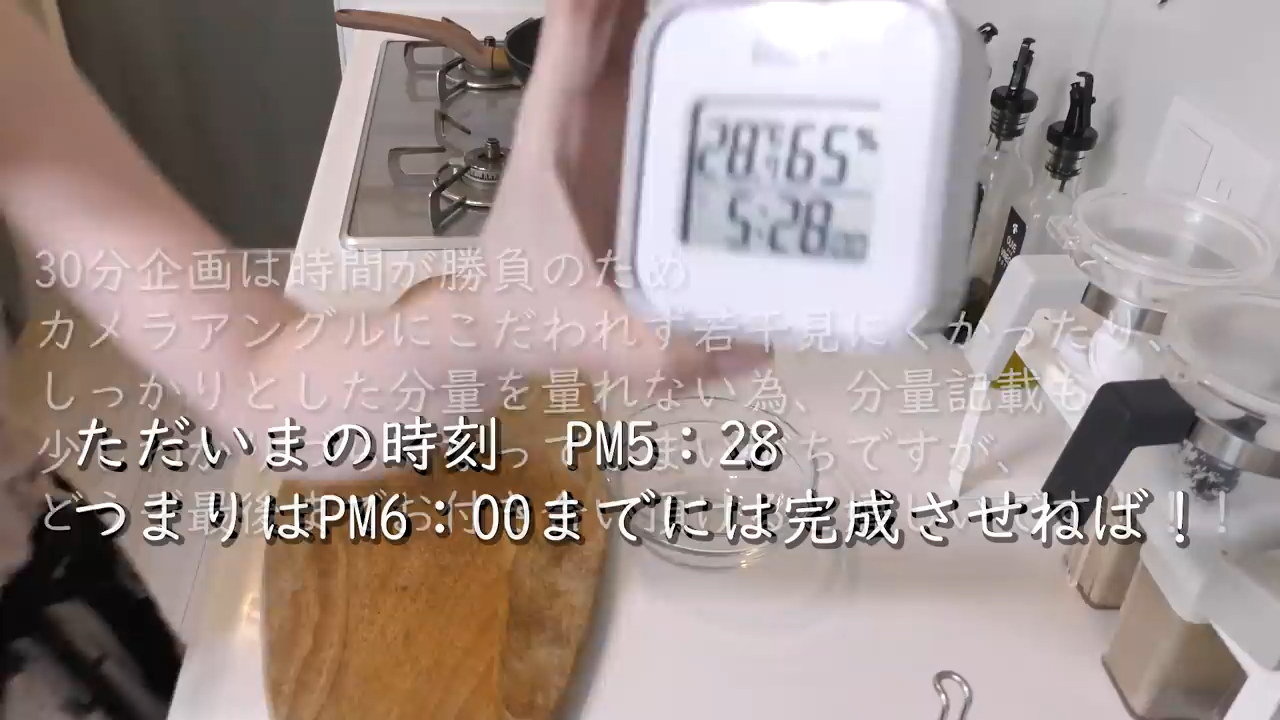 28℃65%
5:28
30分企画は時間が勝負のため
カメラアングルにこだわれず若干見にくかったり、
しっかりとした分量を量れない為、分量記載も
ただいまの時刻　PM5：28
つまりはPM6：00までには完成させねば！